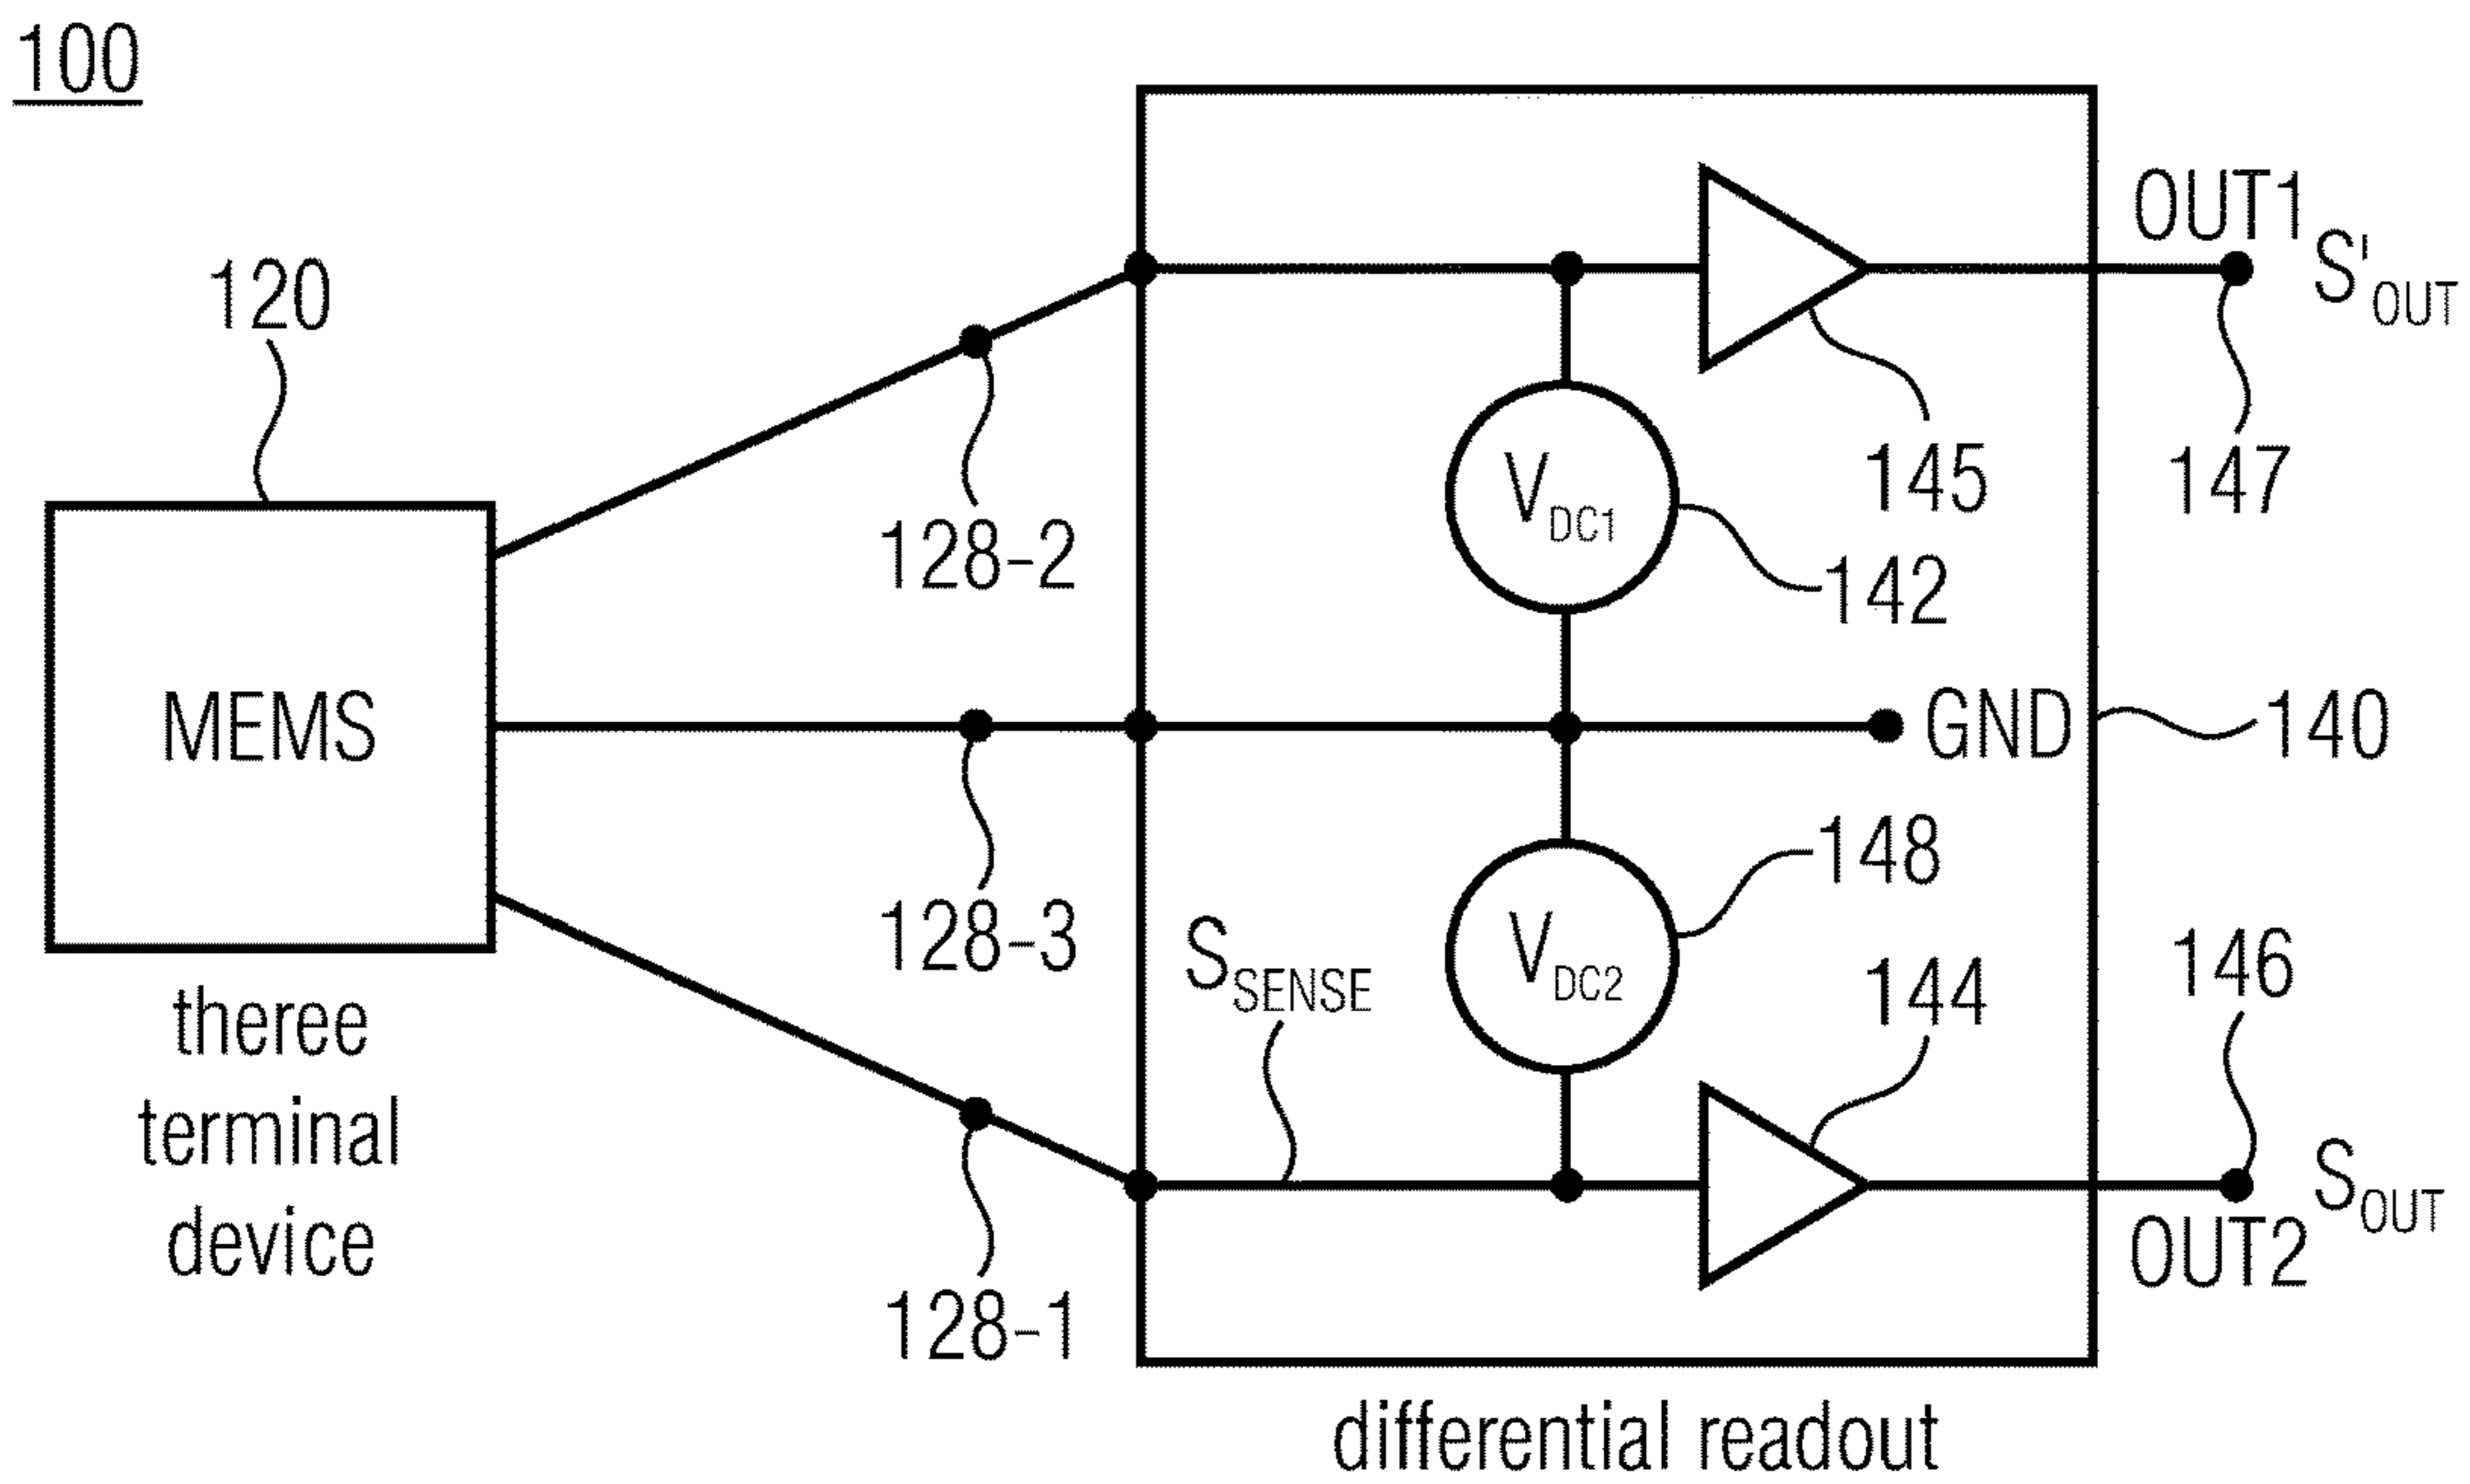 100
120
MEMS
theree
terminal
device
128-2
128-3
128-1
OUT1
S'OUT
145
147
VDC1
142
GND
140
148
SSENSE
VDC2
144
146
SOUT
OUT2
differential readout